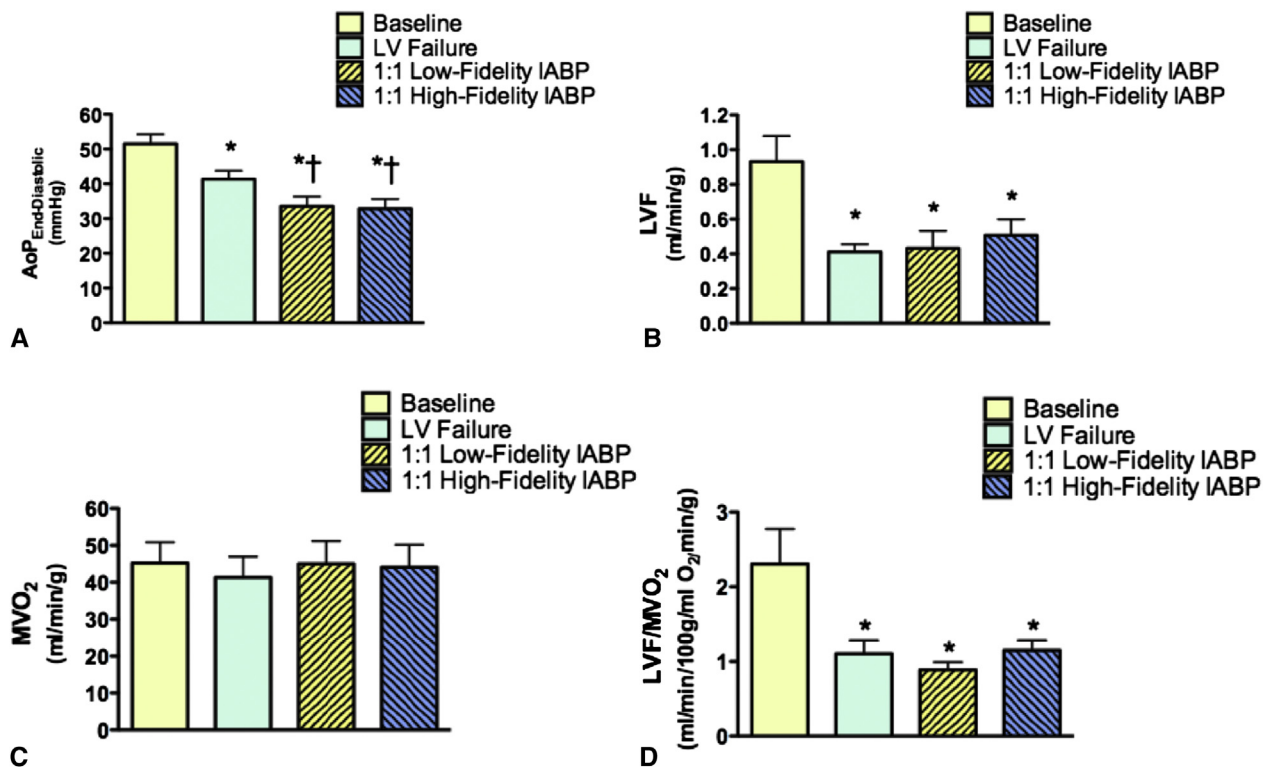 Baseline
LV Failure
1:1 Low-Fidelity IABP
1:1 High-Fidelity IABP
60
50
40
30
20
10
0
AoPEnd-Diastolic
(mmHg)
*
*†
*†
A
Baseline
LV Failure
1:1 Low-Fidelity IABP
1:1 High-Fidelity IABP
1.2
1.0
0.8
0.6
0.4
0.2
0.0
LVF
(ml/min/g)
*
*
*
B
Baseline
LV Failure
1:1 Low-Fidelity IABP
1:1 High-Fidelity IABP
60
50
40
30
20
10
0
MVO2
(ml/min/g)
C
Baseline
LV Failure
1:1 Low-Fidelity IABP
1:1 High-Fidelity IABP
3
2
1
0
LVF/MVO2
(ml/min/100g/ml O2/min/g)
*
*
*
D